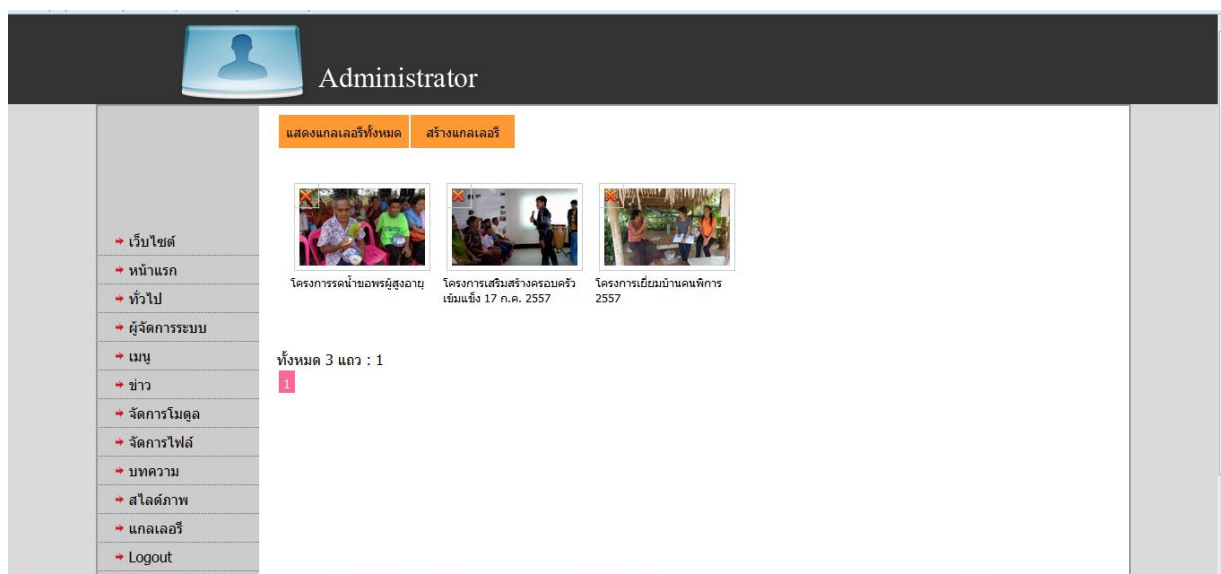 Administrator
แสดงแกลเลอรีทั้งหมด
สร้างแกลเลอรี
เว็บไซต์
หน้าแรก
ทั่วไป
ผู้จัดการระบบ
เมนู
ข่าว
จัดการโมดูล
จัดการไฟล์
บทความ
สไลด์ภาพ
แกลเลอรี
Logout
โครงการรดน้ำขอพรผู้สูงอายุ
โครงการเสริมสร้างครอบครัว
เข้มแข็ง 17 ก.ค. 2557
โครงการเยี่ยมบ้านคนพิการ
2557
ทั้งหมด 3 แถว : 1
1